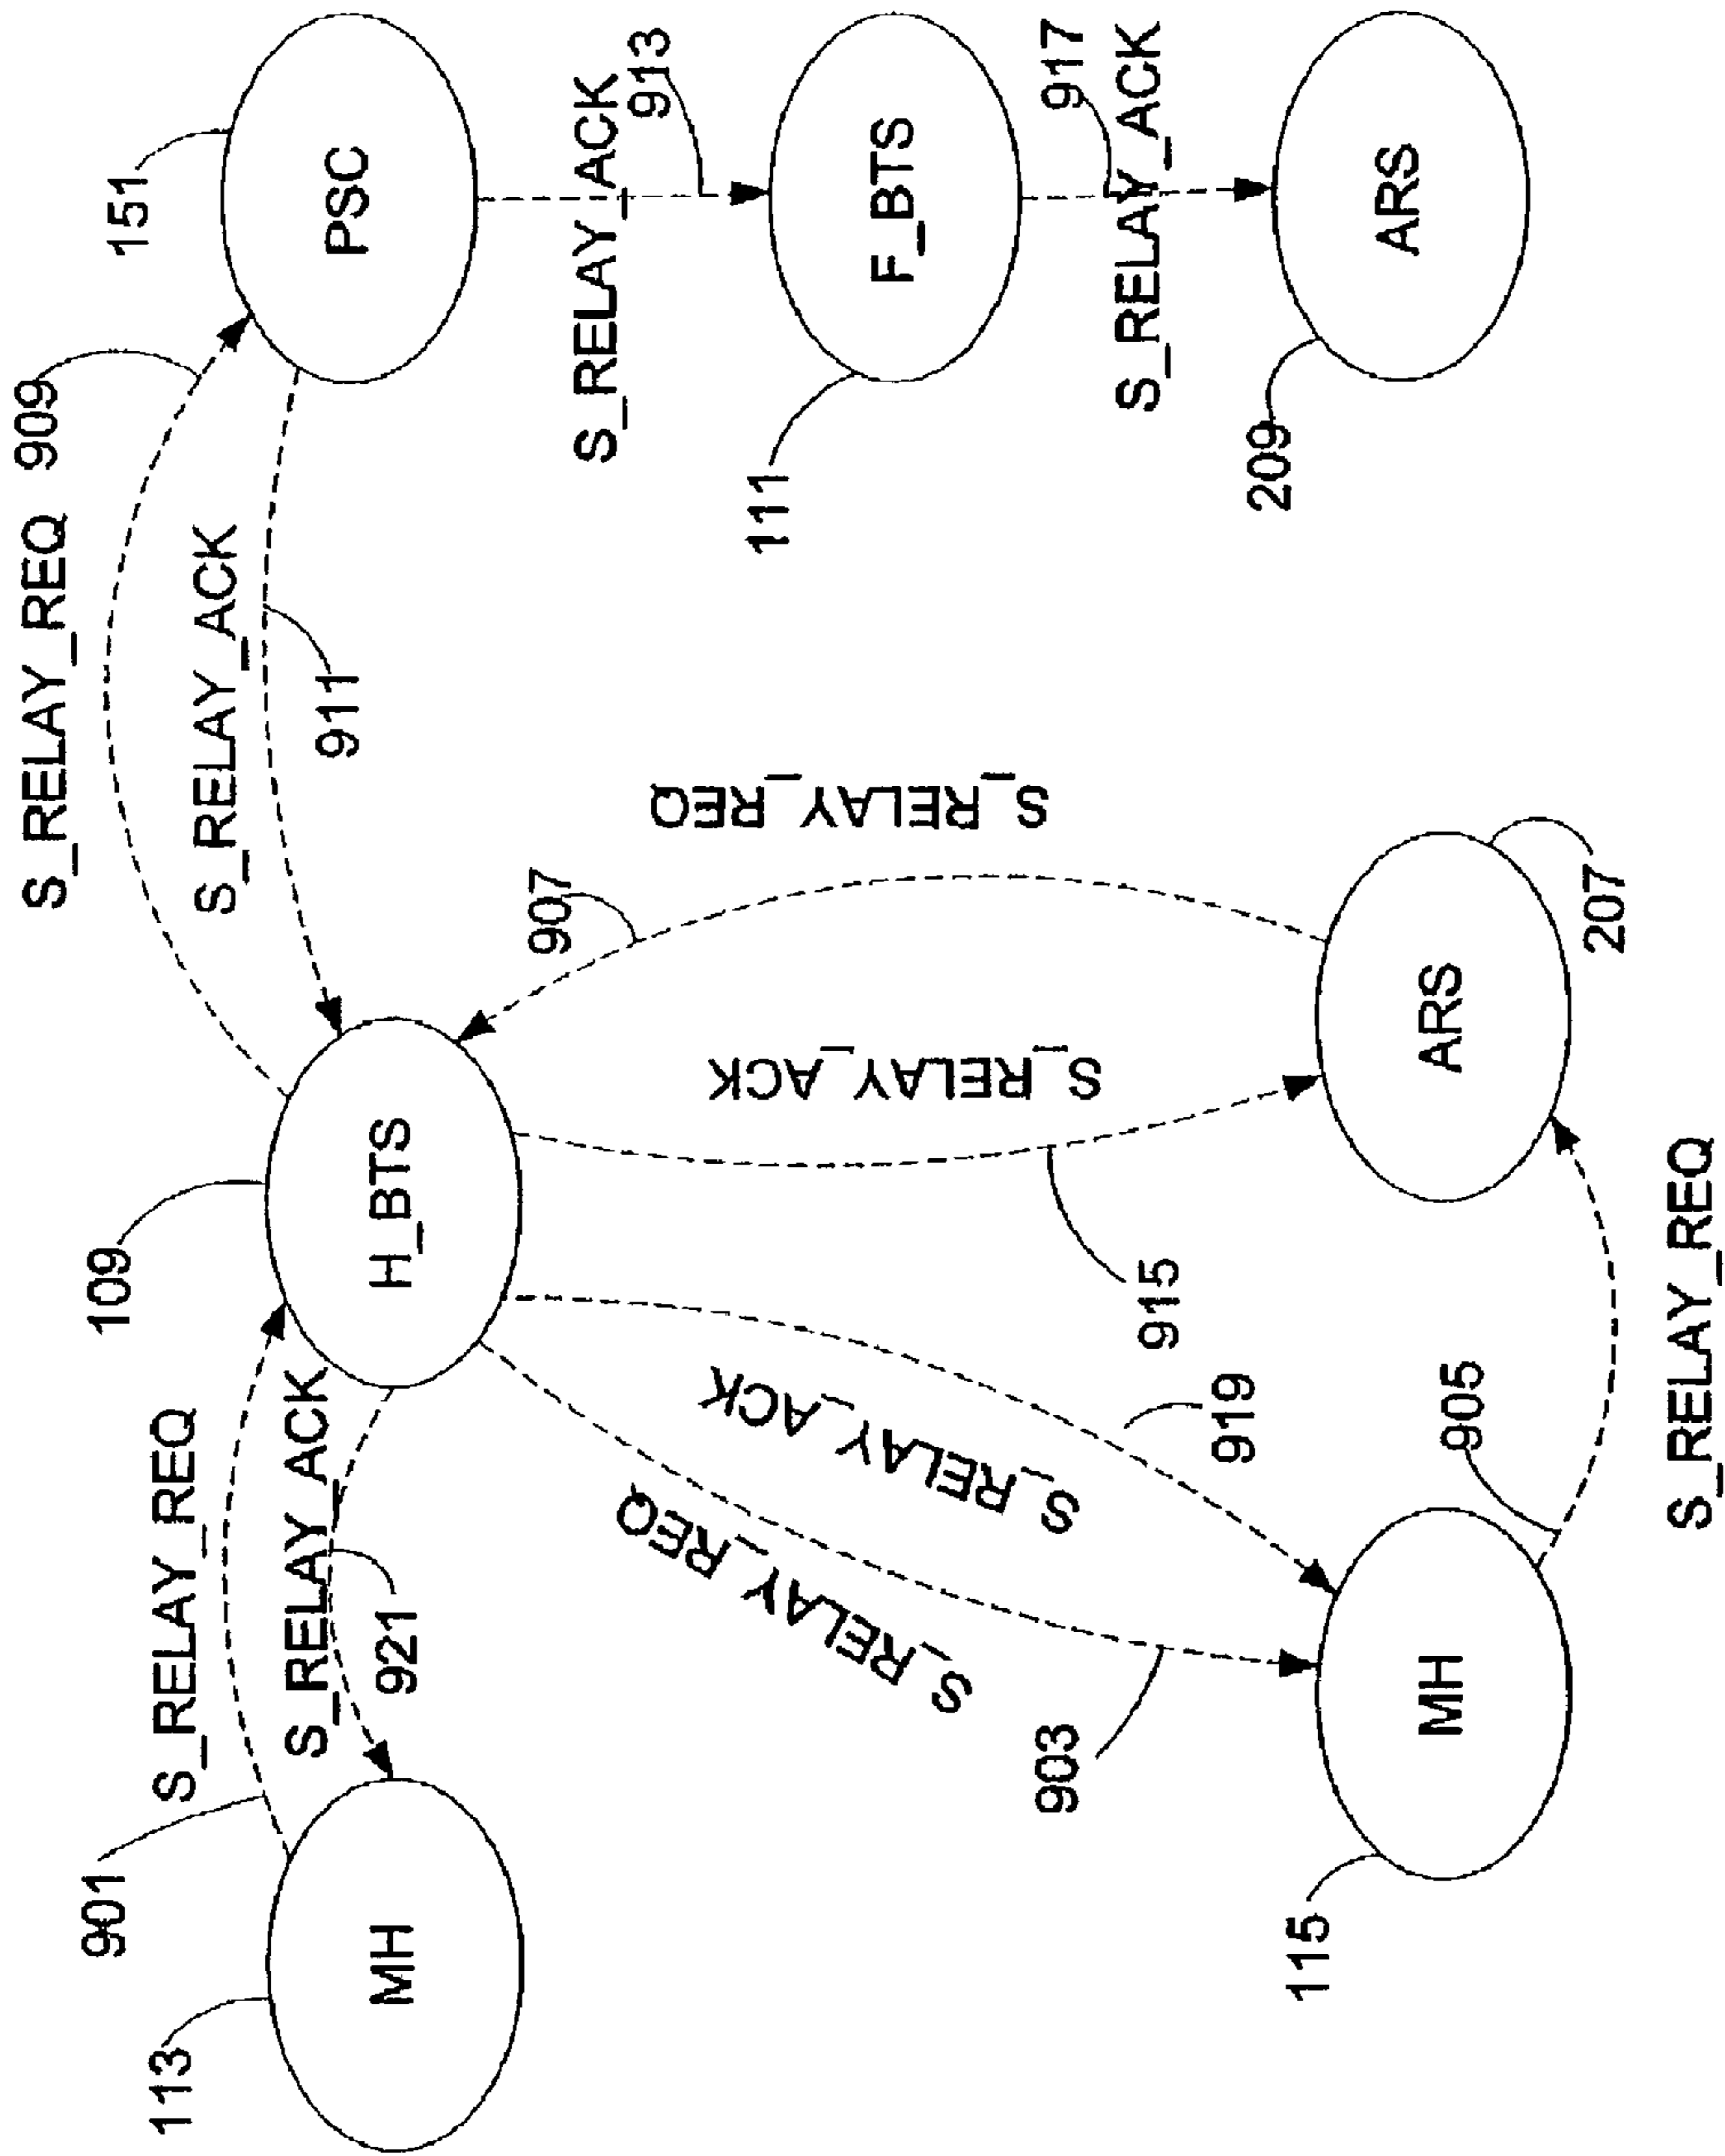 S_RELAY_REQ 909
151
PSC
S_RELAY_ACK
911
S_RELAY_ACK
913
109
H_BTS
S_RELAY_REQ
901
S_RELAY_ACK
921
113
MH
111
F_BTS
907
S_RELAY_REQ
S_RELAY_ACK
915
S_RELAY_ACK
919
S_RELAY_REQ
903
917
S_RELAY_ACK
209
ARS
ARS
207
115
MH
905
S_RELAY_REQ